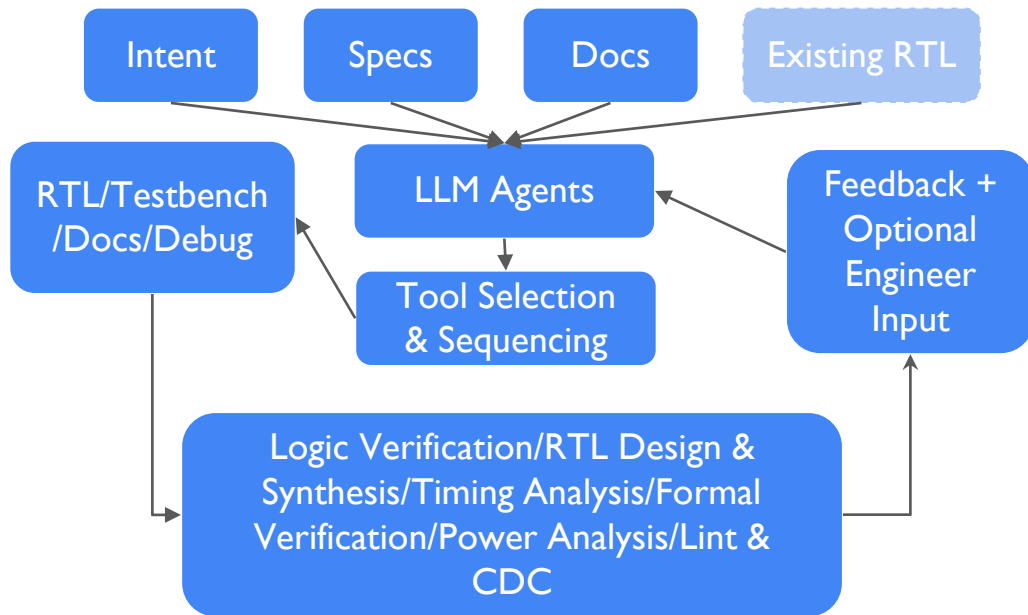 Intent
Specs
Docs
Existing RTL
RTL/Testbench
/Docs/Debug
LLM Agents
Feedback +
Optional
Engineer
Input
Tool Selection
& Sequencing
Logic Verification/RTL Design &
Synthesis/Timing Analysis/Formal
Verification/Power Analysis/Lint &
CDC